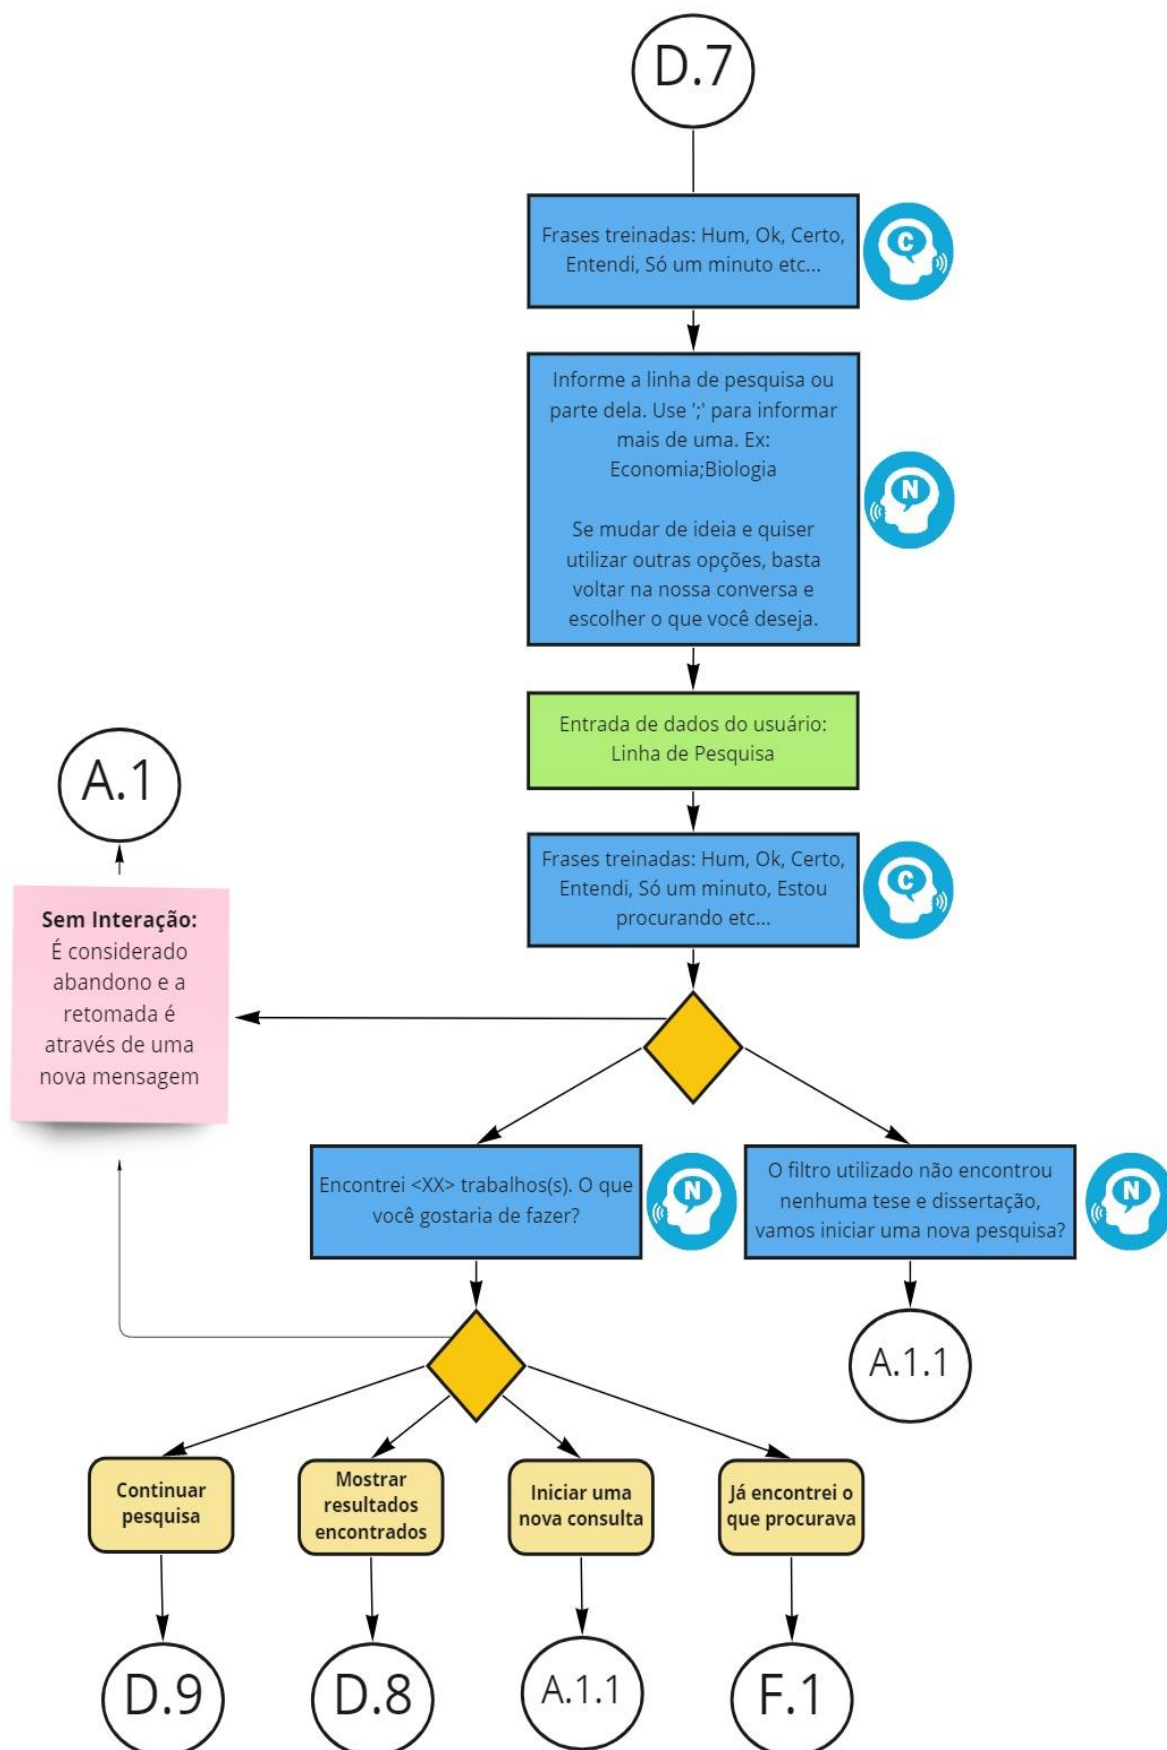 D.7
Frases treinadas: Hum, Ok, Certo,
Entendi, Só um minuto etc...
C
Informe a linha de pesquisa ou
parte dela. Use ';' para informar
mais de uma. Ex:
Economia;Biologia
Se mudar de ideia e quiser
utilizar outras opções, basta
voltar na nossa conversa e
escolher o que você deseja.
N
Entrada de dados do usuário:
Linha de Pesquisa
A.1
Frases treinadas: Hum, Ok, Certo,
Entendi, Só um minuto, Estou
procurando etc...
C
Sem Interação:
É considerado
abandono e a
retomada é
através de uma
nova mensagem
Encontrei <XX> trabalhos(s). O que
você gostaria de fazer?
N
O filtro utilizado não encontrou
nenhuma tese e dissertação,
vamos iniciar uma nova pesquisa?
N
A.1.1
Continuar
pesquisa
Mostrar
resultados
encontrados
Iniciar uma
nova consulta
Já encontrei o
que procurava
D.9
D.8
A.1.1
F.1